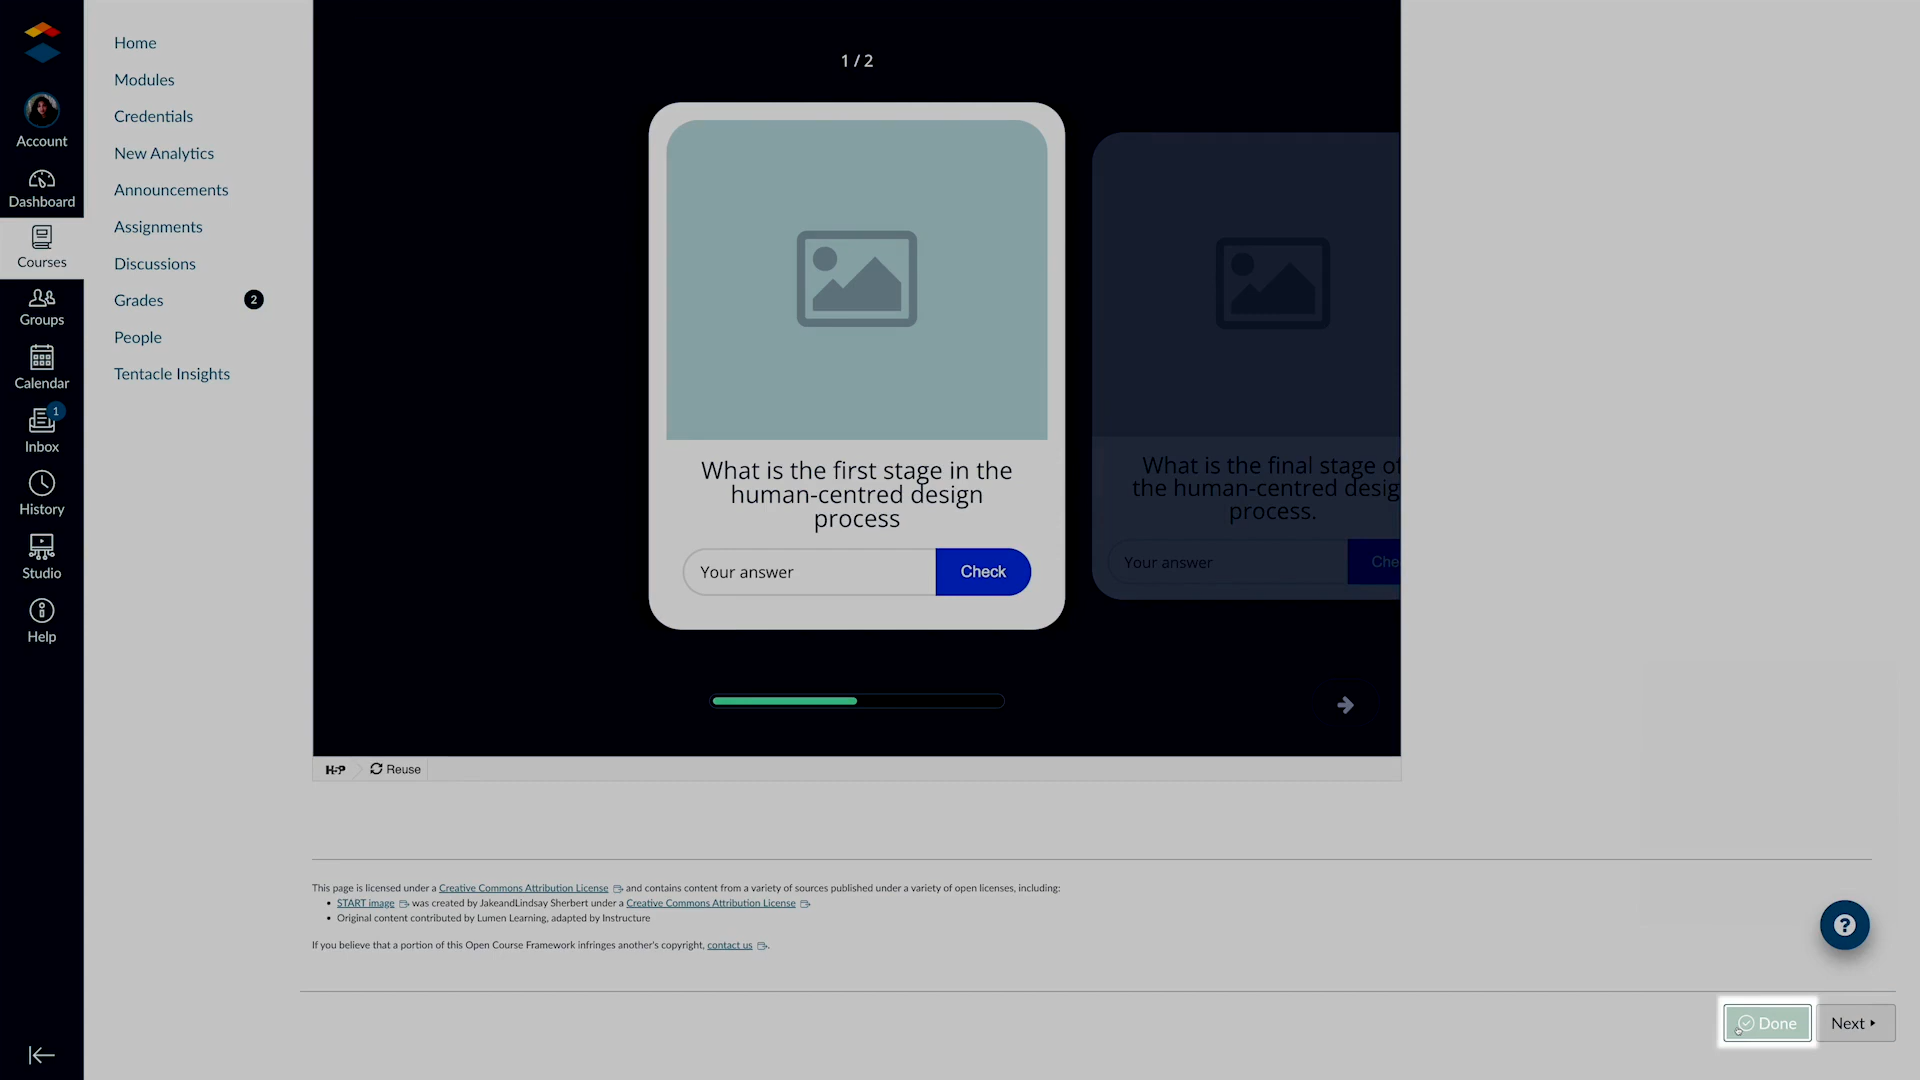 Account
Dashboard
Courses
Groups
Calendar
1
Inbox
History
Studio
Help
Home
Modules
Credentials
New Analytics
Announcements
Assignments
Discussions
Grades
2
People
Tentacle Insights
1 / 2
What is the first stage in the
human-centred design
process
Your answer
Check
What is the final stage of
the human-centred desig
process.
Your answer
Che
H5P
Reuse
This page is licensed under a Creative Commons Attribution License and contains content from a variety of sources published under a variety of open licenses, including:
• START image was created by JakeandLindsay Sherbert under a Creative Commons Attribution License
• Original content contributed by Lumen Learning, adapted by Instructure
If you believe that a portion of this Open Course Framework infringes another's copyright, contact us.
?
Done
Next